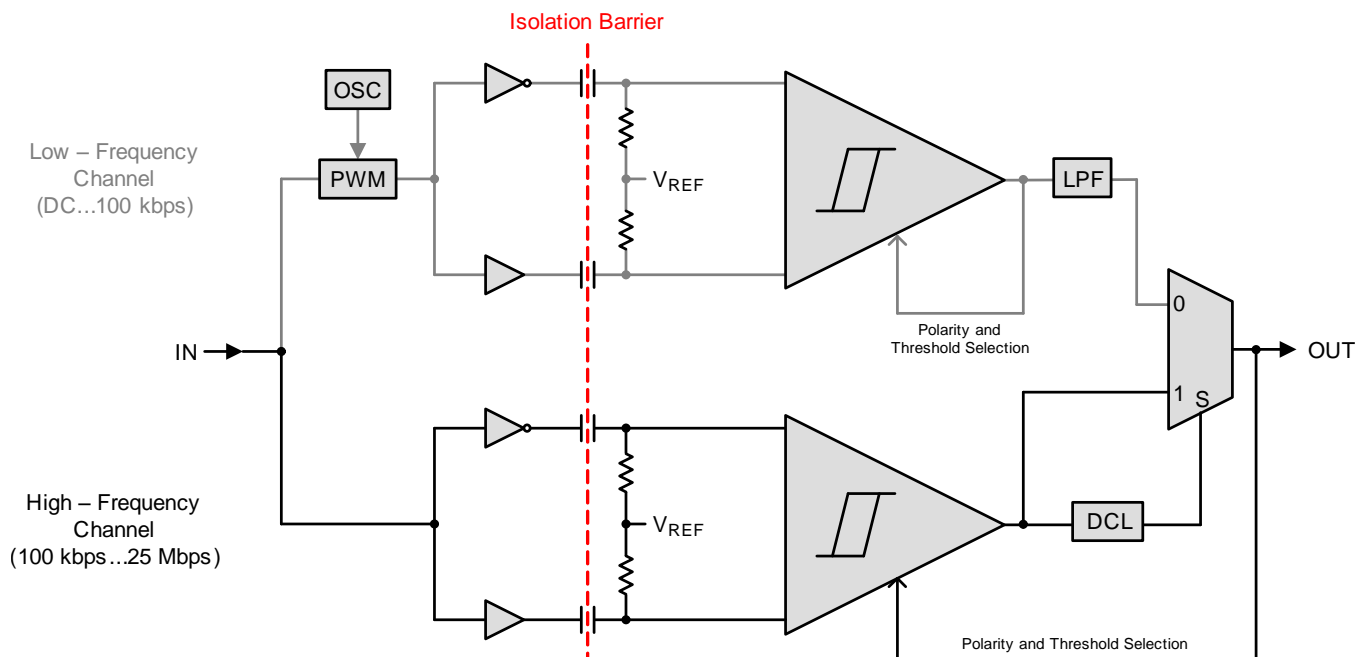 Isolation Barrier
OSC
Low – Frequency
Channel
(DC...100 kbps)
PWM
VREF
LPF
Polarity and
Threshold Selection
0
IN
OUT
1
S
High – Frequency
Channel
(100 kbps...25 Mbps)
VREF
DCL
Polarity and Threshold Selection